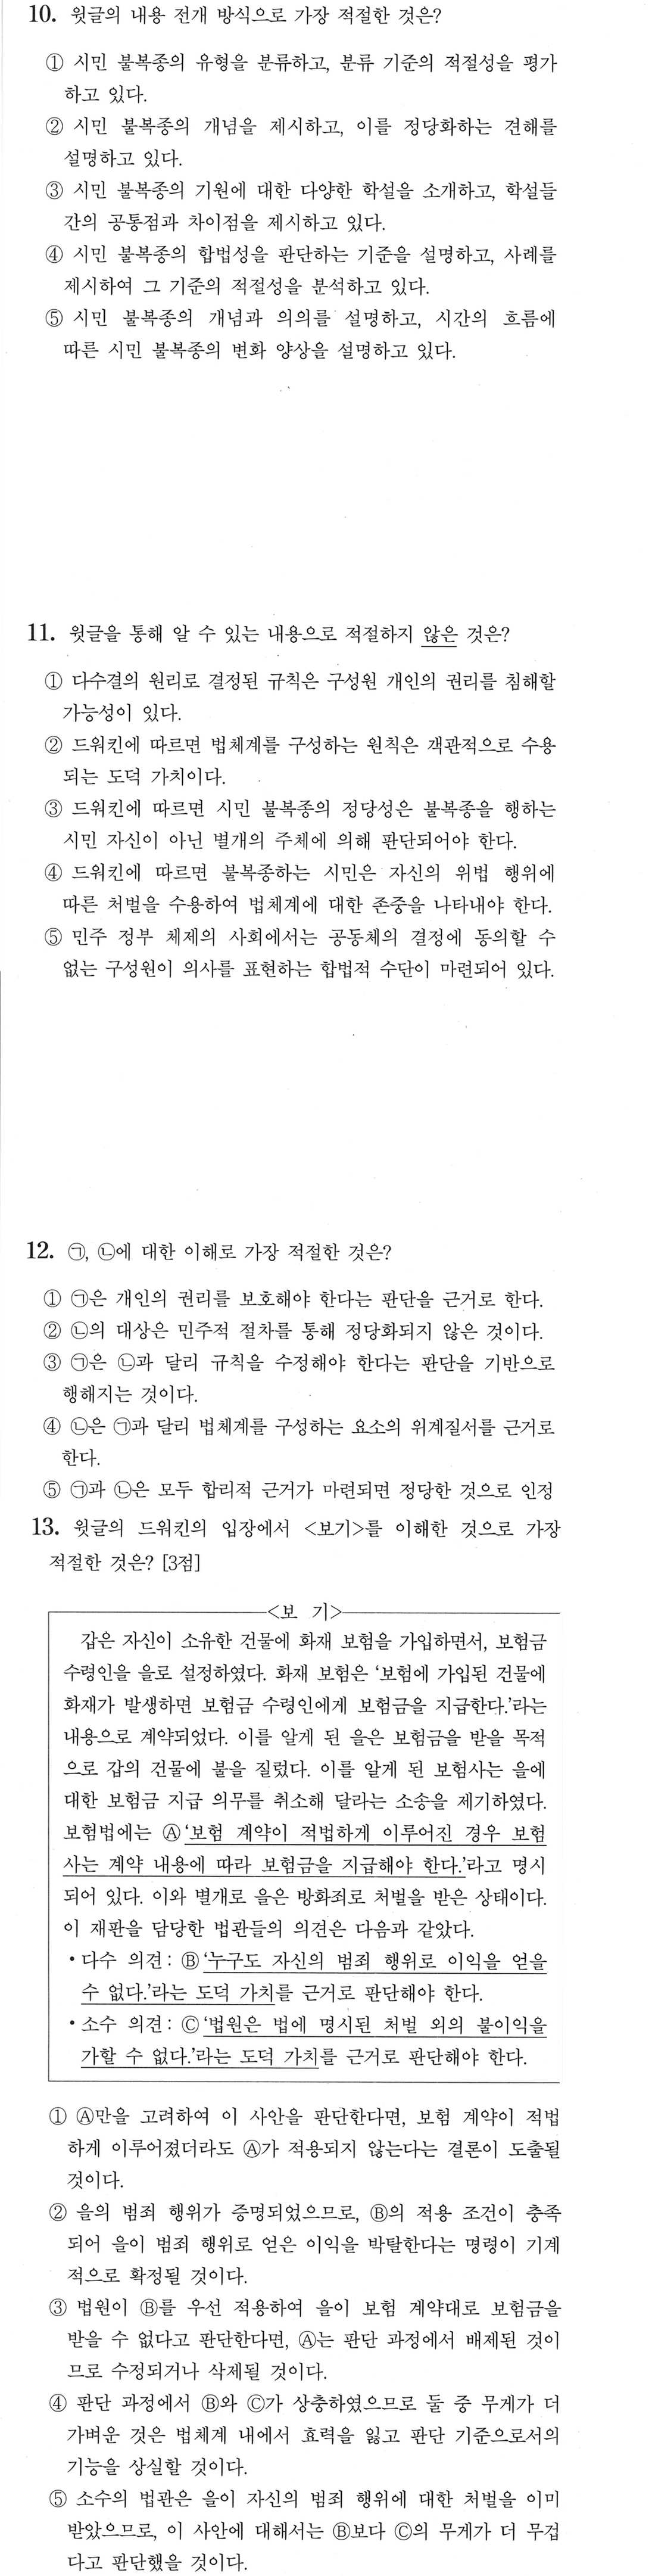 10. 윗글의 내용 전개 방식으로 가장 적절한 것은?
① 시민 불복종의 유형을 분류하고, 분류 기준의 적절성을 평가
하고 있다.
② 시민 불복종의 개념을 제시하고, 이를 정당화하는 견해를
설명하고 있다.
③ 시민 불복종의 기원에 대한 다양한 학설을 소개하고, 학설들
간의 공통점과 차이점을 제시하고 있다.
④ 시민 불복종의 합법성을 판단하는 기준을 설명하고, 사례를
제시하여 그 기준의 적절성을 분석하고 있다.
⑤ 시민 불복종의 개념과 의의를 설명하고, 시간의 흐름에
따른 시민 불복종의 변화 양상을 설명하고 있다.
11. 윗글을 통해 알 수 있는 내용으로 적절하지 않은 것은?
① 다수결의 원리로 결정된 규칙은 구성원 개인의 권리를 침해할
가능성이 있다.
② 드워킨에 따르면 법체계를 구성하는 원칙은 객관적으로 수용
되는 도덕 가치이다.
③ 드워킨에 따르면 시민 불복종의 정당성은 불복종을 행하는
시민 자신이 아닌 별개의 주체에 의해 판단되어야 한다.
④ 드워킨에 따르면 불복종하는 시민은 자신의 위법 행위에
따른 처벌을 수용하여 법체계에 대한 존중을 나타내야 한다.
⑤ 민주 정부 체제의 사회에서는 공동체의 결정에 동의할 수
없는 구성원이 의사를 표현하는 합법적 수단이 마련되어 있다.
12. ㉠, ㉡에 대한 이해로 가장 적절한 것은?
① ㉠은 개인의 권리를 보호해야 한다는 판단을 근거로 한다.
② ㉡의 대상은 민주적 절차를 통해 정당화되지 않은 것이다.
③ ㉠은 ㉡과 달리 규칙을 수정해야 한다는 판단을 기반으로
행해지는 것이다.
④ ㉡은 ㉠과 달리 법체계를 구성하는 요소의 위계질서를 근거로
한다.
⑤ ㉠과 ㉡은 모두 합리적 근거가 마련되면 정당한 것으로 인정
13. 윗글의 드워킨의 입장에서 <보기>를 이해한 것으로 가장
적절한 것은? [3점]
<보 기>
갑은 자신이 소유한 건물에 화재 보험을 가입하면서, 보험금
수령인을 을로 설정하였다. 화재 보험은 '보험에 가입된 건물에
화재가 발생하면 보험금 수령인에게 보험금을 지급한다.'라는
내용으로 계약되었다. 이를 알게 된 을은 보험금을 받을 목적
으로 갑의 건물에 불을 질렀다. 이를 알게 된 보험사는 을에
대한 보험금 지급 의무를 취소해 달라는 소송을 제기하였다.
보험법에는 Ⓐ'보험 계약이 적법하게 이루어진 경우 보험
사는 계약 내용에 따라 보험금을 지급해야 한다.'라고 명시
되어 있다. 이와 별개로 을은 방화죄로 처벌을 받은 상태이다.
이 재판을 담당한 법관들의 의견은 다음과 같았다.
• 다수 의견: Ⓑ'누구도 자신의 범죄 행위로 이익을 얻을
수 없다.'라는 도덕 가치를 근거로 판단해야 한다.
• 소수 의견: Ⓒ'법원은 법에 명시된 처벌 외의 불이익을
가할 수 없다.'라는 도덕 가치를 근거로 판단해야 한다.
① Ⓐ만을 고려하여 이 사안을 판단한다면, 보험 계약이 적법
하게 이루어졌더라도 Ⓐ가 적용되지 않는다는 결론이 도출될
것이다.
② 을의 범죄 행위가 증명되었으므로, Ⓑ의 적용 조건이 충족
되어 을이 범죄 행위로 얻은 이익을 박탈한다는 명령이 기계
적으로 확정될 것이다.
③ 법원이 Ⓑ를 우선 적용하여 을이 보험 계약대로 보험금을
받을 수 없다고 판단한다면, Ⓐ는 판단 과정에서 배제된 것이
므로 수정되거나 삭제될 것이다.
④ 판단 과정에서 Ⓑ와 Ⓒ가 상충하였으므로 둘 중 무게가 더
가벼운 것은 법체계 내에서 효력을 잃고 판단 기준으로서의
기능을 상실할 것이다.
⑤ 소수의 법관은 을이 자신의 범죄 행위에 대한 처벌을 이미
받았으므로, 이 사안에 대해서는 Ⓑ보다 Ⓒ의 무게가 더 무겁
다고 판단했을 것이다.